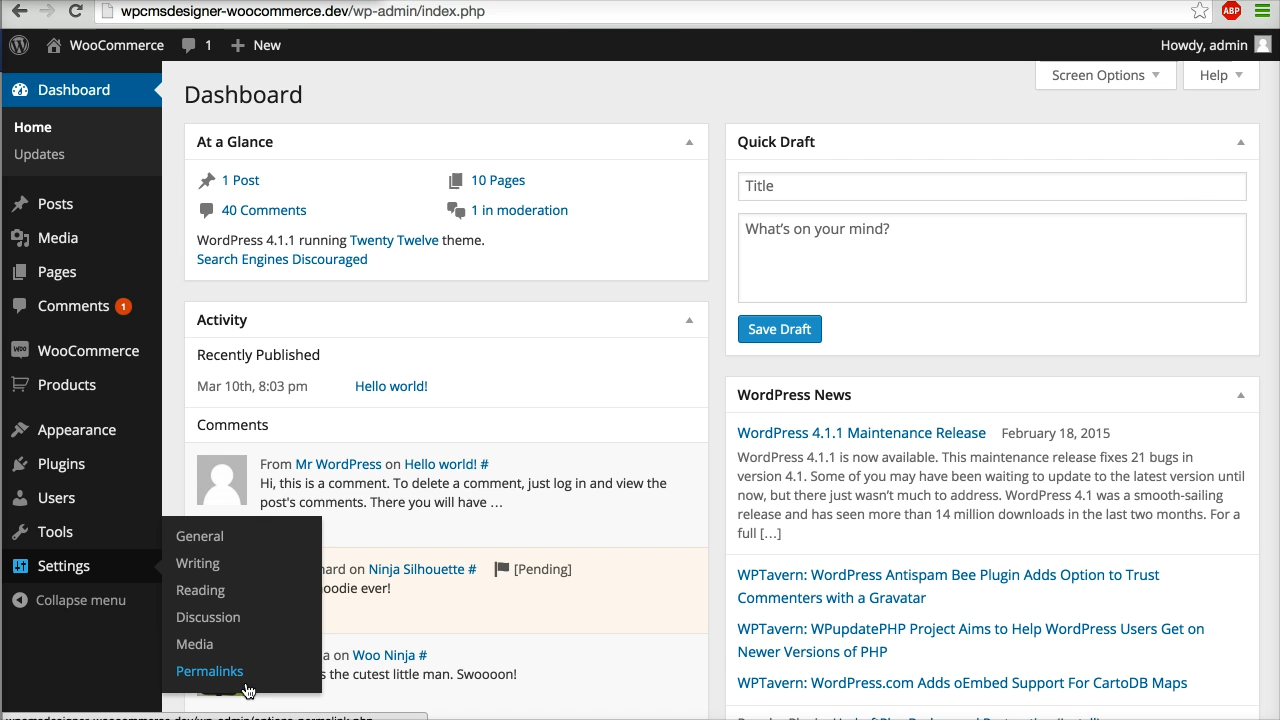 wpcmsdesigner-woocommerce.dev/wp-admin/index.php
ABP
WooCommerce 1 New
Howdy, admin
Dashboard
Home
Updates
Posts
Media
Pages
Comments 1
WooCommerce
Products
Appearance
Plugins
Users
Tools
Settings
Collapse menu
General
Writing
Reading
Discussion
Media
Permalinks
Screen Options
Help
Dashboard
At a Glance
1 Post
10 Pages
40 Comments
1 in moderation
WordPress 4.1.1 running Twenty Twelve theme.
Search Engines Discouraged
Activity
Recently Published
Mar 10th, 8:03 pm Hello world!
Comments
From Mr WordPress on Hello world! #
Hi, this is a comment. To delete a comment, just log in and view the
post's comments. There you will have …
on Ninja Silhouette # [Pending]
ever!
on Woo Ninja #
the cutest little man. Swoooon!
Quick Draft
Title
What's on your mind?
Save Draft
WordPress News
WordPress 4.1.1 Maintenance Release February 18, 2015
WordPress 4.1.1 is now available. This maintenance release fixes 21 bugs in
version 4.1. Some of you may have been waiting to update to the latest version until
now, but there just wasn't much to address. WordPress 4.1 was a smooth-sailing
release and has seen more than 14 million downloads in the last two months. For a
full […]
WPTavern: WordPress Antispam Bee Plugin Adds Option to Trust
Commenters with a Gravatar
WPTavern: WPupdatePHP Project Aims to Help WordPress Users Get on
Newer Versions of PHP
WPTavern: WordPress.com Adds oEmbed Support For CartoDB Maps